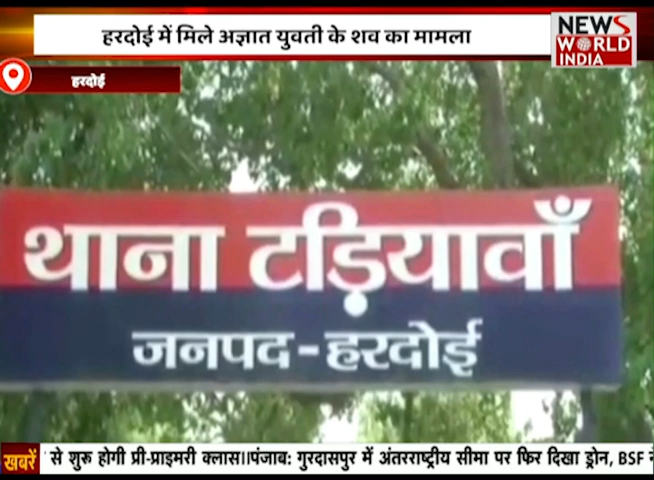 हरदोई में मिले अज्ञात युवती के शव का मामला
NEWS
WORLD
INDIA
हरदोई
थाना टड़ियावाँ
जनपद-हरदोई
खबरें से शुरू होगी प्री-प्राइमरी क्लास।।पंजाब: गुरदासपुर में अंतरराष्ट्रीय सीमा पर फिर दिखा ड्रोन, BSF ने